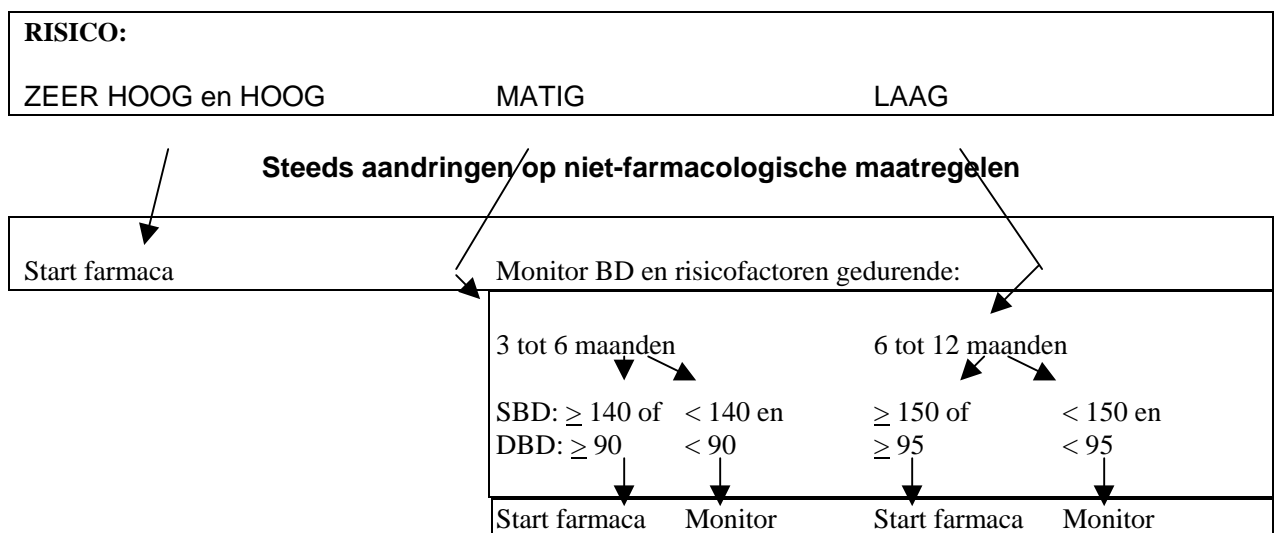 RISICO:
ZEER HOOG en HOOG MATIG LAAG
Steeds aandringen op niet-farmacologische maatregelen
Start farmaca Monitor BD en risicofactoren gedurende:
3 tot 6 maanden 6 tot 12 maanden
SBD: ≥ 140 of < 140 en ≥ 150 of < 150 en
DBD: ≥ 90 < 90 ≥ 95 < 95
Start farmaca Monitor Start farmaca Monitor